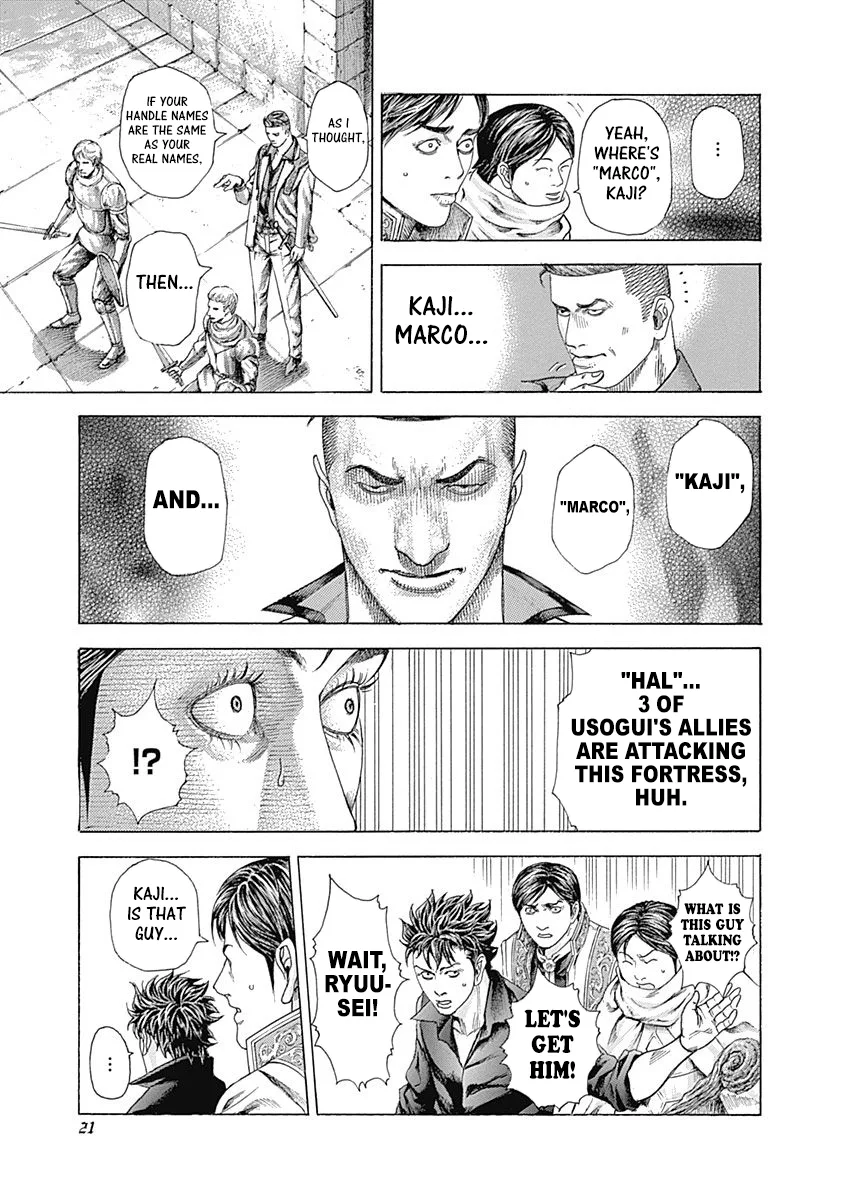 ...
YEAH,
WHERE'S
"MARCO",
KAJI?
KAJI...
MARCO...
AS I
THOUGHT.
IF YOUR
HANDLE NAMES
ARE THE SAME
AS YOUR
REAL NAMES,
THEN...
"KAJI",
"MARCO",
AND...
"HAL"...
3 OF
USOGUI'S ALLIES
ARE ATTACKING
THIS FORTRESS,
HUH.
!?
WHAT IS
THIS GUY
TALKING
ABOUT!?
LET'S
GET
HIM!
WAIT,
RYUU-
SEI!
KAJI...
IS THAT
GUY...
...
21